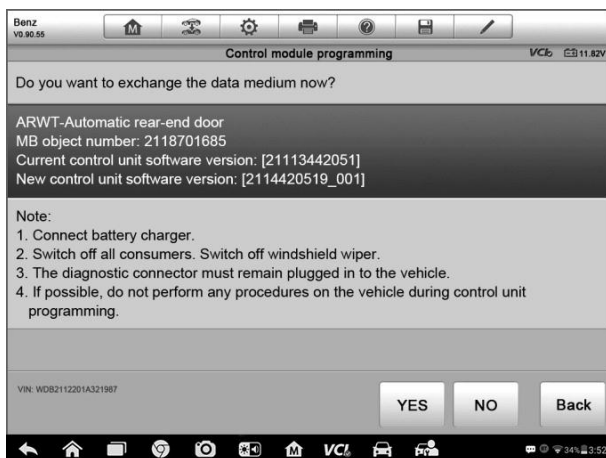 Benz
V0.90.55
Control module programming
VCI
11.82V
Do you want to exchange the data medium now?
ARWT-Automatic rear-end door
MB object number: 2118701685
Current control unit software version: [21113442051]
New control unit software version: [2114420519_001]
Note:
1. Connect battery charger.
2. Switch off all consumers. Switch off windshield wiper.
3. The diagnostic connector must remain plugged in to the vehicle.
4. If possible, do not perform any procedures on the vehicle during control unit
programming.
VIN: WDB2112201A321987
YES
NO
Back
VCI
34%
3:52